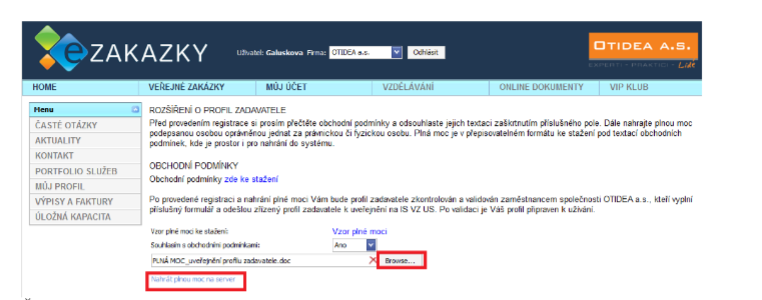 eZAKAZKY
Uživatel: Galuskova Firma: OTIDEA a.s. Odhlásit
OTIDEA A.S.
EXPERTI - PRAKTICI - Lidé
HOME VEŘEJNÉ ZAKÁZKY MŮJ ÚČET VZDĚLÁVÁNÍ ONLINE DOKUMENTY VIP KLUB
Menu
ČASTÉ OTÁZKY
AKTUALITY
KONTAKT
PORTFOLIO SLUŽEB
MŮJ PROFIL
VÝPISY A FAKTURY
ÚLOŽNÁ KAPACITA
ROZŠÍŘENÍ O PROFIL ZADAVATELE
Před provedením registrace si prosím přečtěte obchodní podmínky a odsouhlaste jejich textaci zaškrtnutím příslušného pole. Dále nahrajte plnou moc
podepsanou osobou oprávněnou jednat za právnickou či fyzickou osobu. Plná moc je v přepisovatelném formátu ke stažení pod textací obchodních
podmínek, kde je prostor i pro nahrání do systému.
OBCHODNÍ PODMÍNKY
Obchodní podmínky zde ke stažení
Po provedené registraci a nahrání plné moci Vám bude profil zadavatele zkontrolován a validován zaměstnancem společnosti OTIDEA a.s., kteří vyplní
příslušný formulář a odešlou zřízený profil zadavatele k uveřejnění na IS VZ US. Po validaci je Váš profil připraven k užívání.
Vzor plné moci ke stažení: Vzor plné moci
Souhlasím s obchodními podmínkami: Ano
PLNÁ MOC_uveřejnění profilu zadavatele.doc Browse...
Nahrát plnou moc na server